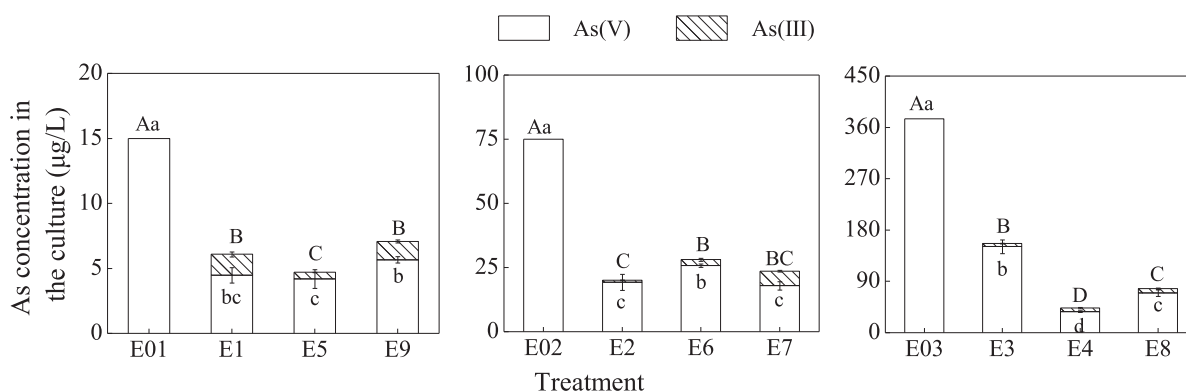 As(V) As(III)
As concentration in
the culture (μg/L)
20
15
10
5
0
Aa
B
bc
C
c
B
b
E01 E1 E5 E9
100
75
50
25
0
Aa
C
c
B
b
BC
c
E02 E2 E6 E7
450
360
270
180
90
0
Aa
B
b
D
d
C
c
E03 E3 E4 E8
Treatment